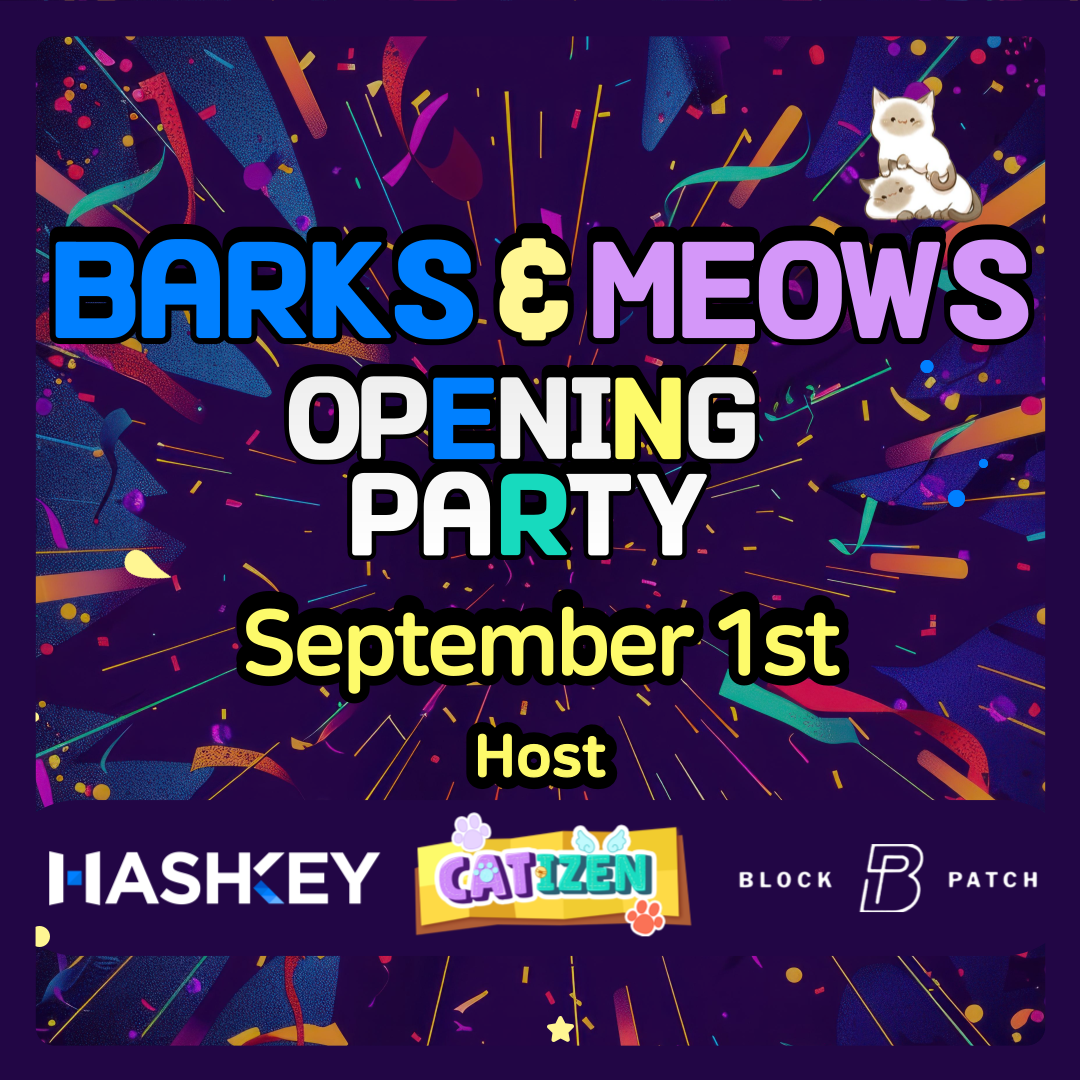 BARKS & MEOWS
OPENING
PARTY
September 1st
Host
HASHKEY CATIZEN BLOCK B PATCH